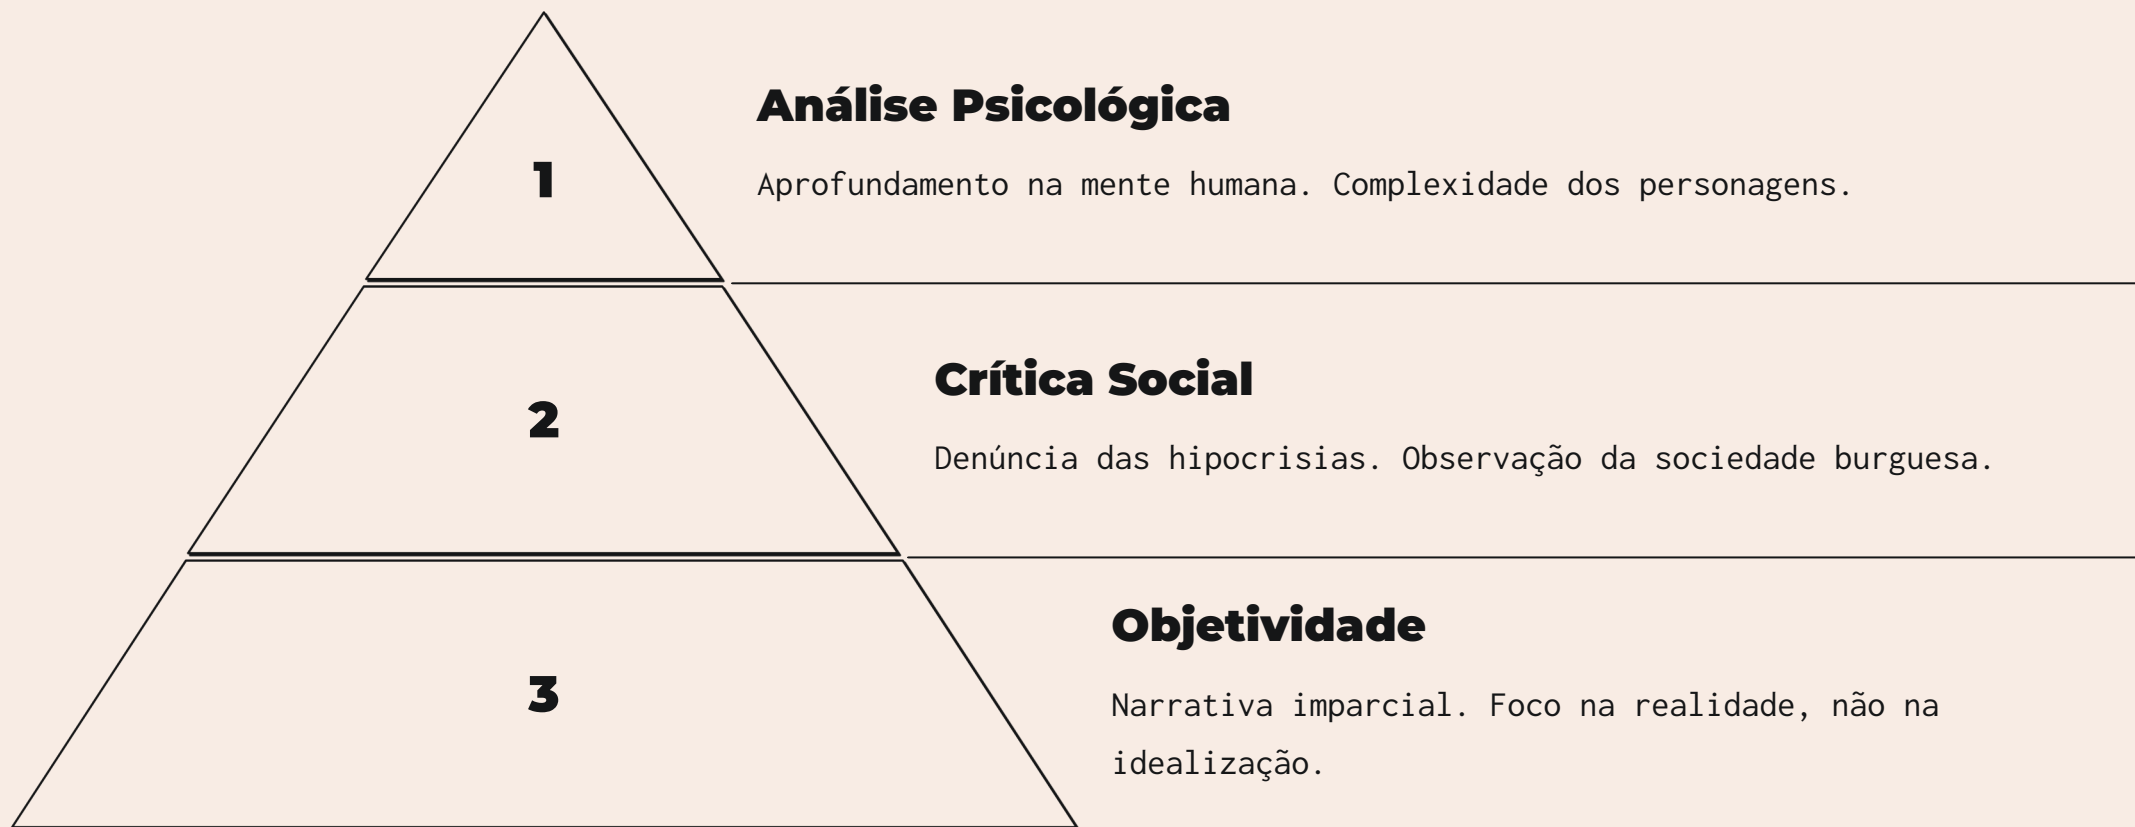 Análise Psicológica
1
Aprofundamento na mente humana. Complexidade dos personagens.
Crítica Social
2
Denúncia das hipocrisias. Observação da sociedade burguesa.
Objetividade
3
Narrativa imparcial. Foco na realidade, não na
idealização.